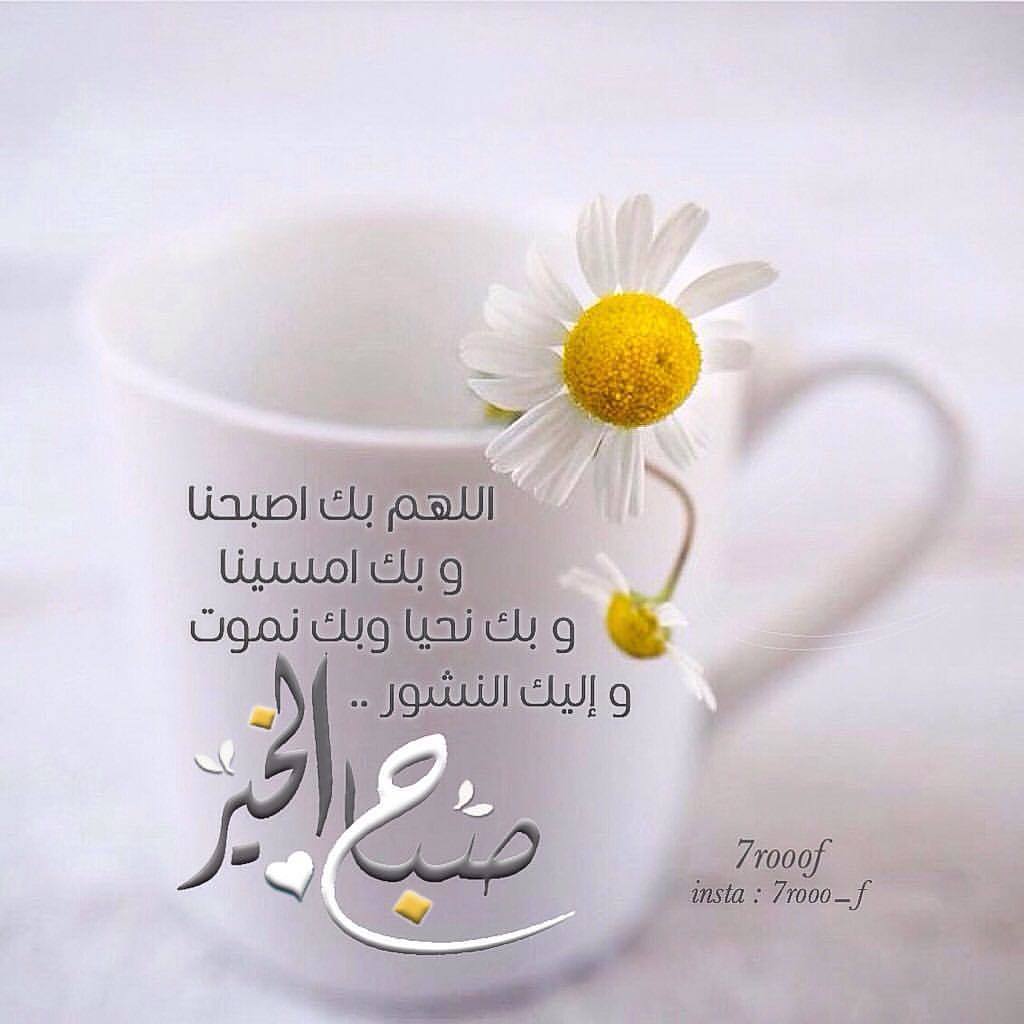 اللهم بك اصبحنا
و بك امسينا
و بك نحيا وبك نموت
و إليك النشور ..
صباح الخير
7rooof
insta : 7rooo_f